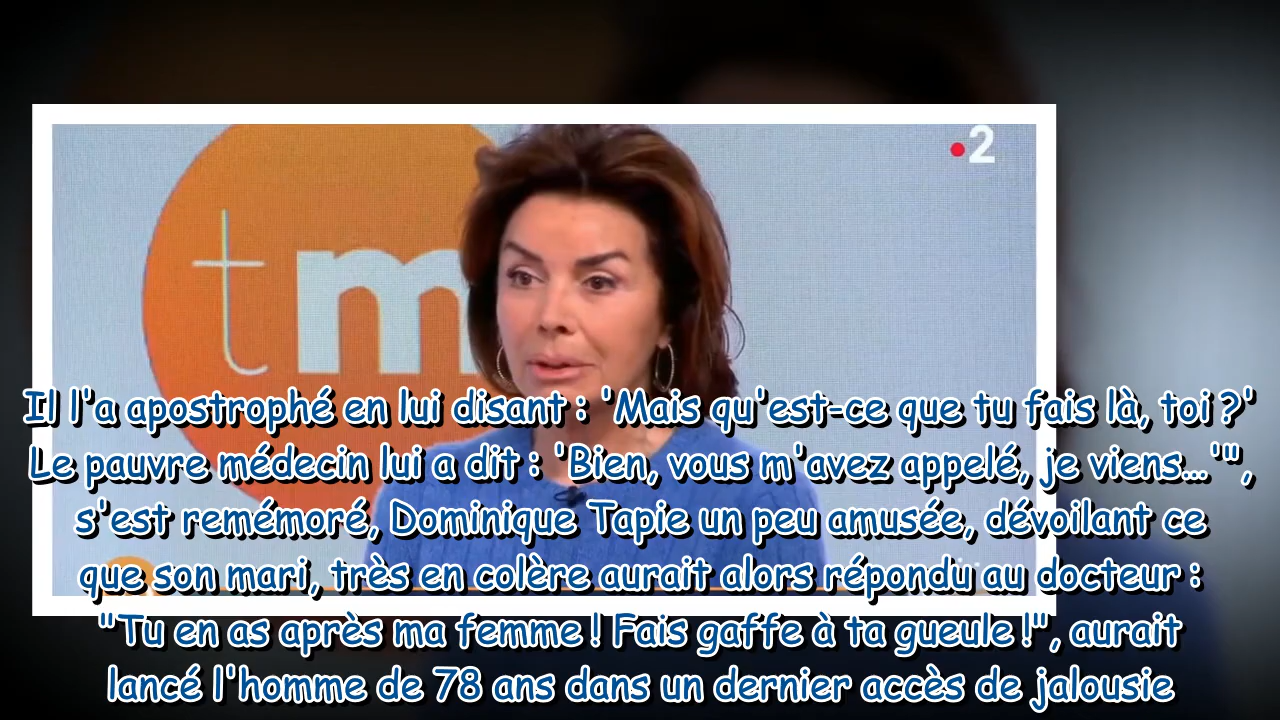 2
tm
Il l'a apostrophé en lui disant : 'Mais qu'est-ce que tu fais là, toi ?'
Le pauvre médecin lui a dit : 'Bien, vous m'avez appelé, je viens...'",
s'est remémoré, Dominique Tapie un peu amusée, dévoilant ce
que son mari, très en colère aurait alors répondu au docteur :
"Tu en as après ma femme ! Fais gaffe à ta gueule !", aurait
lancé l'homme de 78 ans dans un dernier accès de jalousie